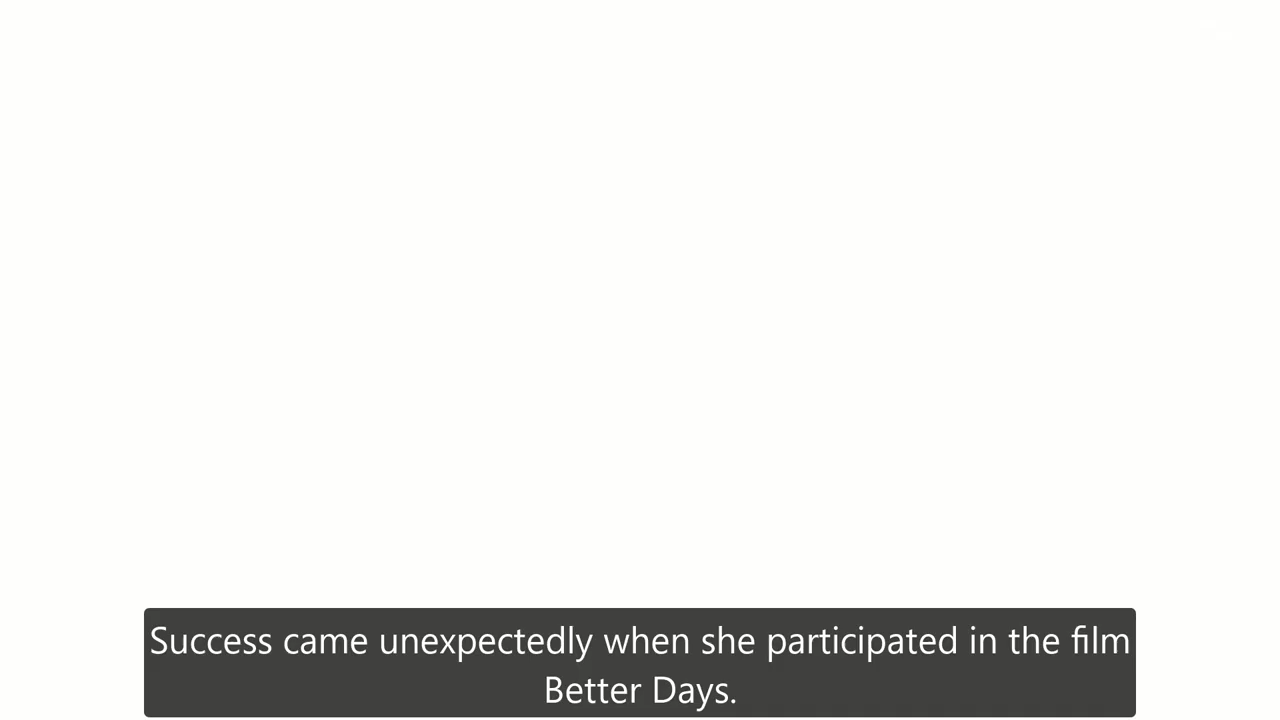 Success came unexpectedly when she participated in the film
Better Days.